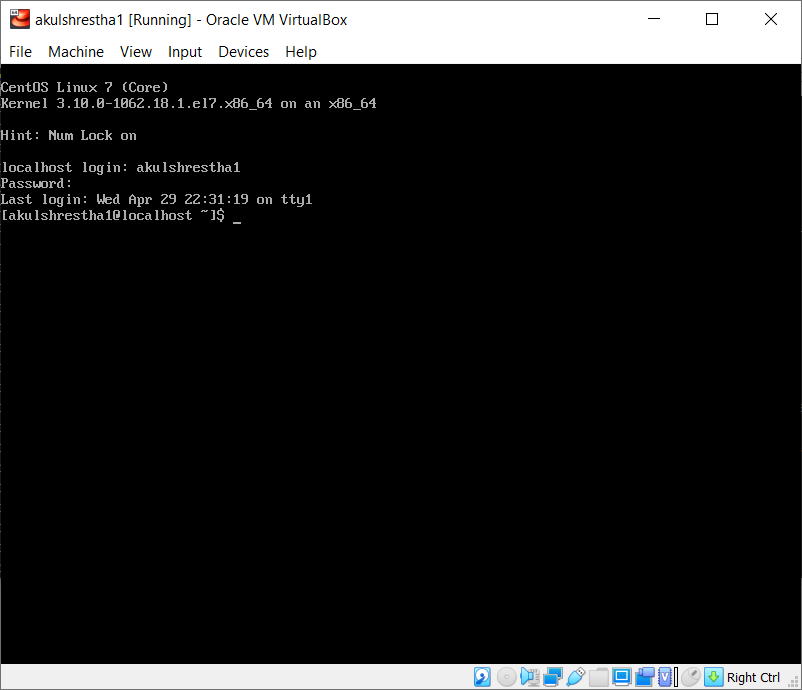 akulshrestha1 [Running] - Oracle VM VirtualBox
File Machine View Input Devices Help
CentOS Linux 7 (Core)
Kernel 3.10.0-1062.18.1.el7.x86_64 on an x86_64
Hint: Num Lock on
localhost login: akulshrestha1
Password:
Last login: Wed Apr 29 22:31:19 on tty1
[akulshrestha1@localhost ~]$ _
Right Ctrl